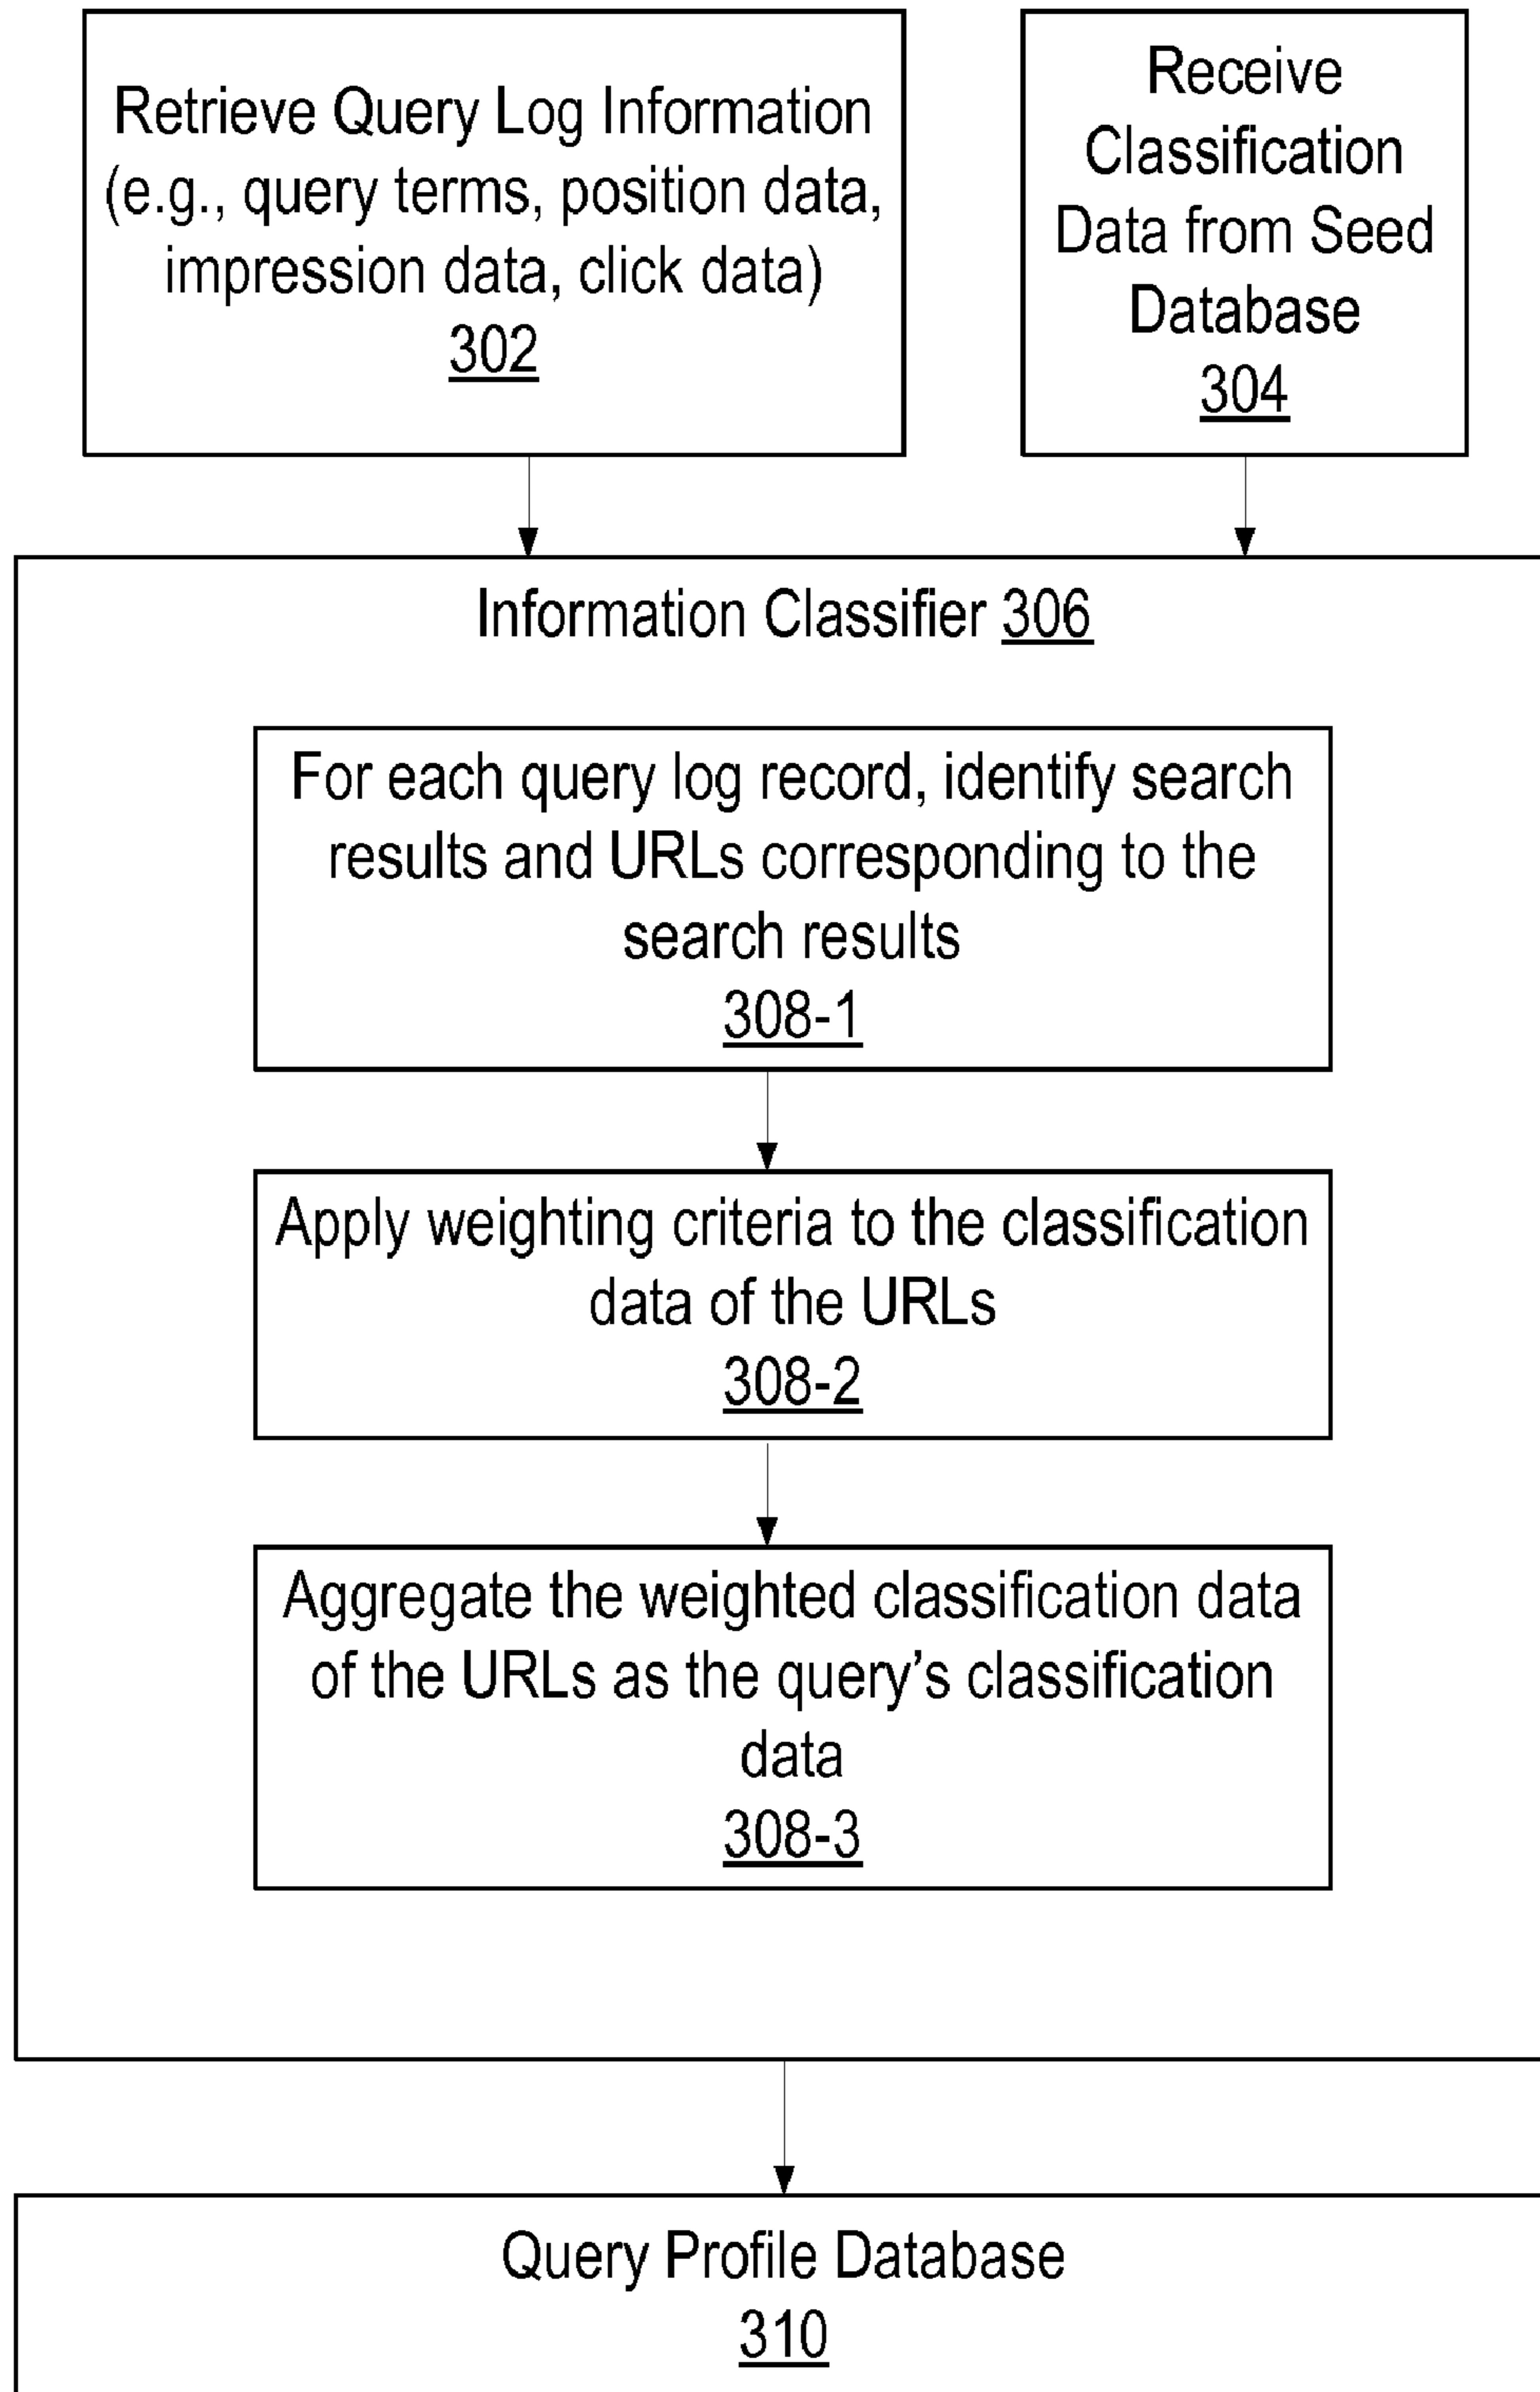 Retrieve Query Log Information
(e.g., query terms, position data,
impression data, click data)
302
Receive
Classification
Data from Seed
Database
304
Information Classifier 306
For each query log record, identify search
results and URLs corresponding to the
search results
308-1
Apply weighting criteria to the classification
data of the URLs
308-2
Aggregate the weighted classification data
of the URLs as the query's classification
data
308-3
Query Profile Database
310